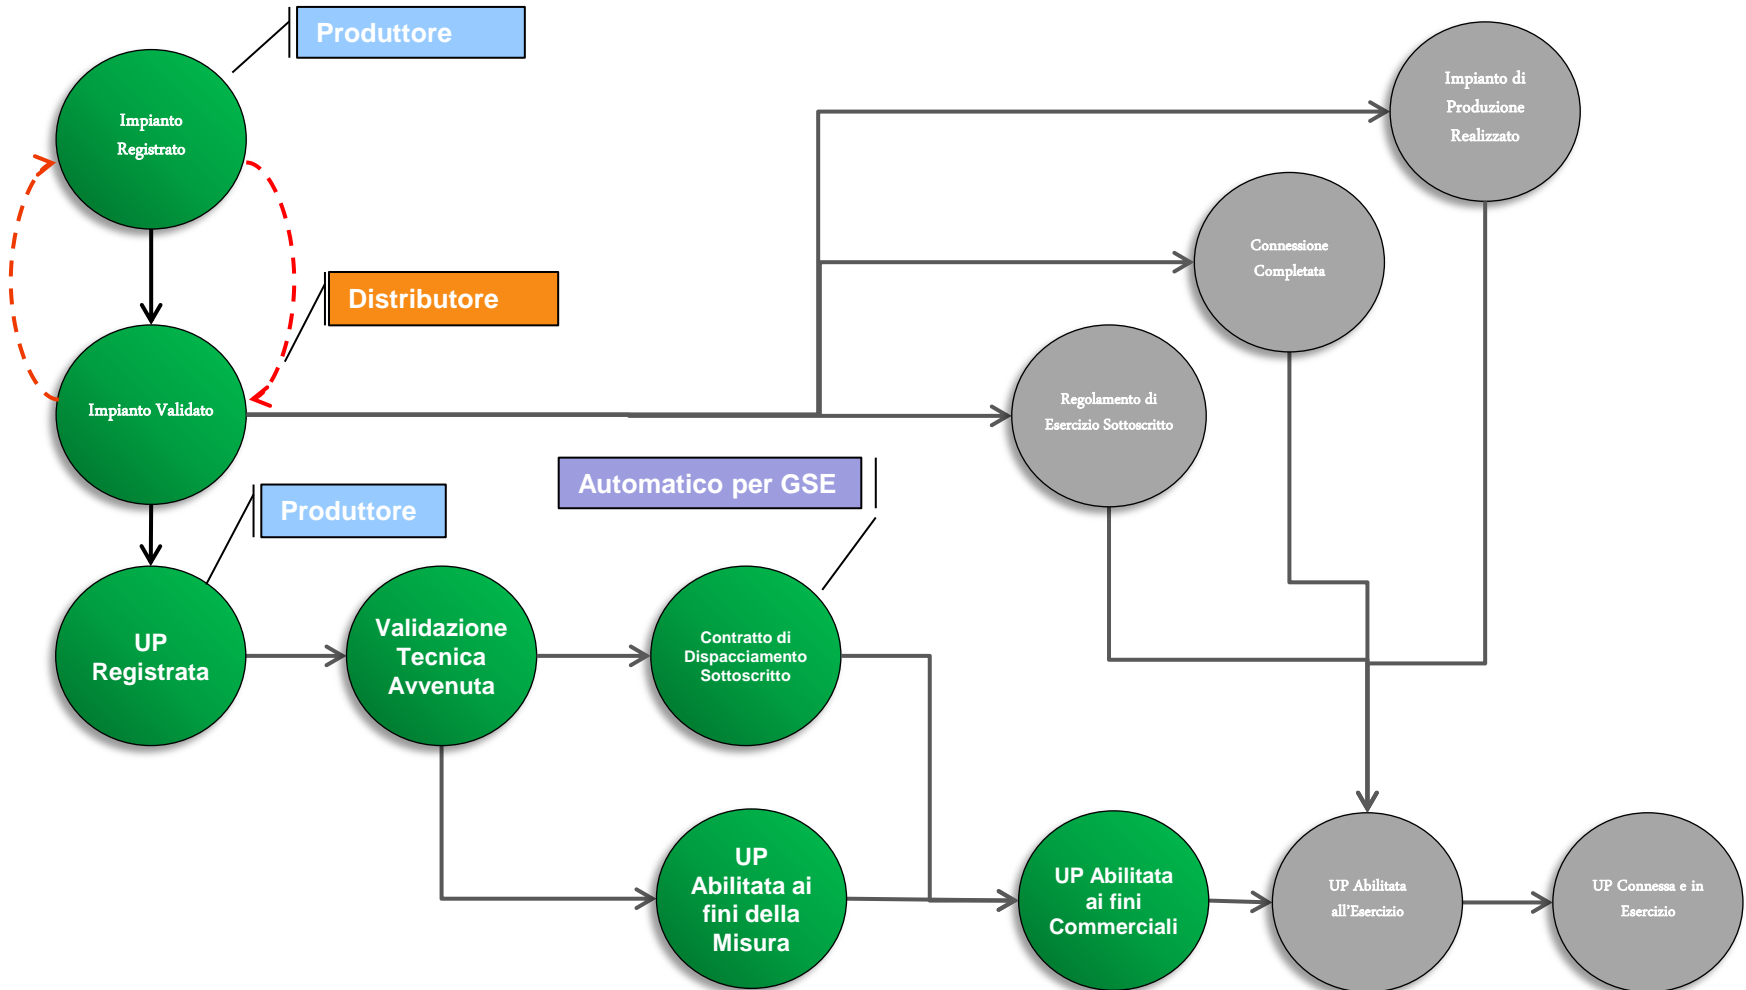 Produttore
Impianto
Registrato
Impianto di
Produzione
Realizzato
Connessione
Completata
Distributore
Impianto Validato
Regolamento di
Esercizio Sottoscritto
Automatico per GSE
Produttore
UP
Registrata
Validazione
Tecnica
Avvenuta
Contratto di
Dispacciamento
Sottoscritto
UP
Abilitata ai
fini della
Misura
UP Abilitata
ai fini
Commerciali
UP Abilitata
all'Esercizio
UP Connessa e in
Esercizio